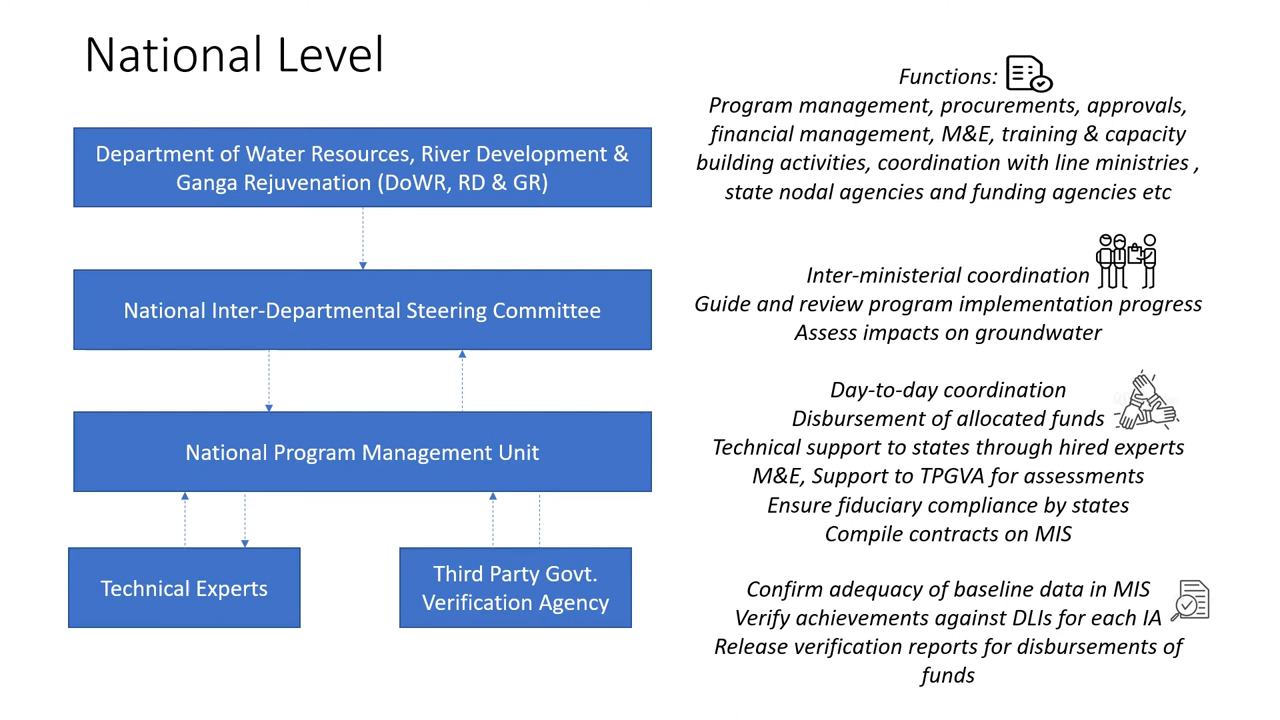 National Level
Department of Water Resources, River Development &
Ganga Rejuvenation (DoWR, RD & GR)
National Inter-Departmental Steering Committee
National Program Management Unit
Technical Experts
Third Party Govt.
Verification Agency
Functions:
Program management, procurements, approvals,
financial management, M&E, training & capacity
building activities, coordination with line ministries ,
state nodal agencies and funding agencies etc
Inter-ministerial coordination
Guide and review program implementation progress
Assess impacts on groundwater
Day-to-day coordination
Disbursement of allocated funds
Technical support to states through hired experts
M&E, Support to TPGVA for assessments
Ensure fiduciary compliance by states
Compile contracts on MIS
Confirm adequacy of baseline data in MIS
Verify achievements against DLIs for each IA
Release verification reports for disbursements of
funds